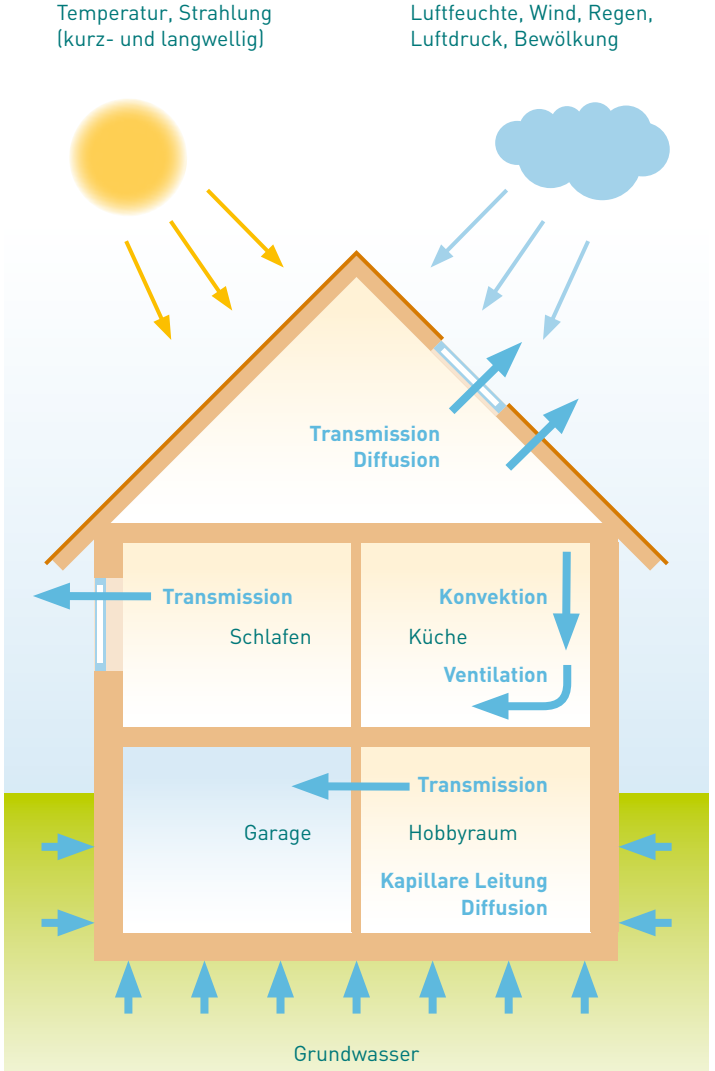 Temperatur, Strahlung
(kurz- und langwellig)
Luftfeuchte, Wind, Regen,
Luftdruck, Bewölkung
Transmission
Diffusion
Transmission
Schlafen
Konvektion
Küche
Ventilation
Transmission
Garage
Hobbyraum
Kapillare Leitung
Diffusion
Grundwasser